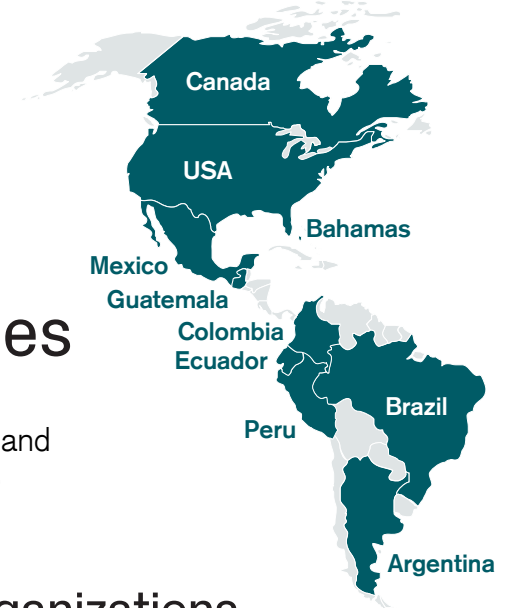 Canada
USA
Bahamas
Mexico
Guatemala
es
Colombia
Ecuador
Brazil
and
Peru
Argentina